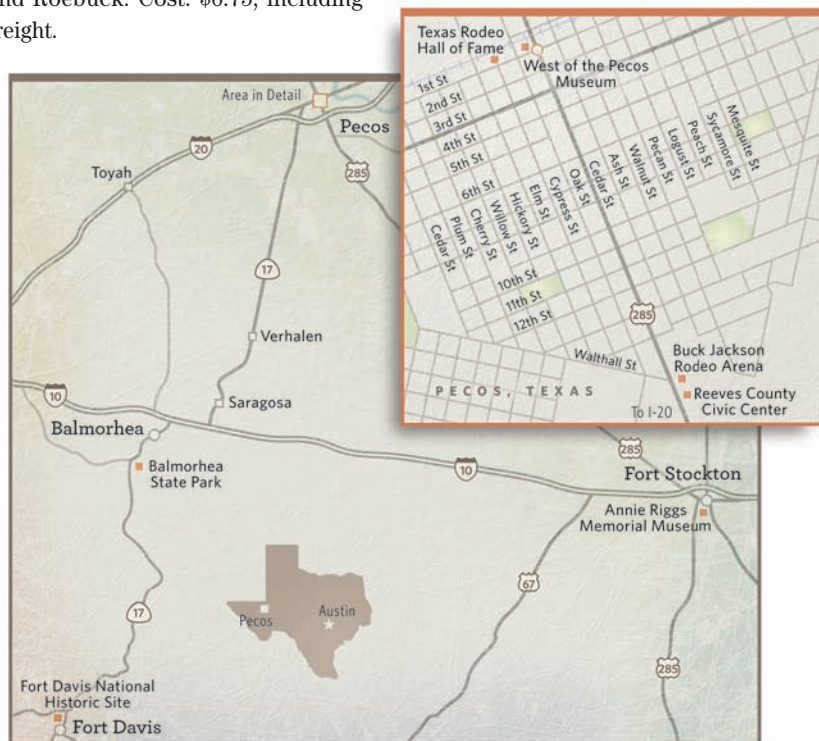 nd Roebuck. Cost: $6.75, including
reight.
Area in Detail
Pecos
20
Toyah
285
17
Verhalen
10
Saragosa
Balmorhea
Balmorhea
State Park
10
285
Fort Stockton
Annie Riggs
Memorial Museum
67
Pecos
Austin
17
285
Fort Davis National
Historic Site
Fort Davis
Texas Rodeo
Hall of Fame
West of the Pecos
Museum
1st St
2nd St
3rd St
4th St
5th St
6th St
Cedar St
Plum St
Cherry St
Willow St
Hickory St
Elm St
Cypress St
Oak St
Cedar St
Ash St
Walnut St
Pecan St
Logust St
Peach St
Sycamore St
Mesquite St
10th St
11th St
12th St
285
Walthall St
Buck Jackson
Rodeo Arena
PECOS, TEXAS
Reeves County
Civic Center
To I-20